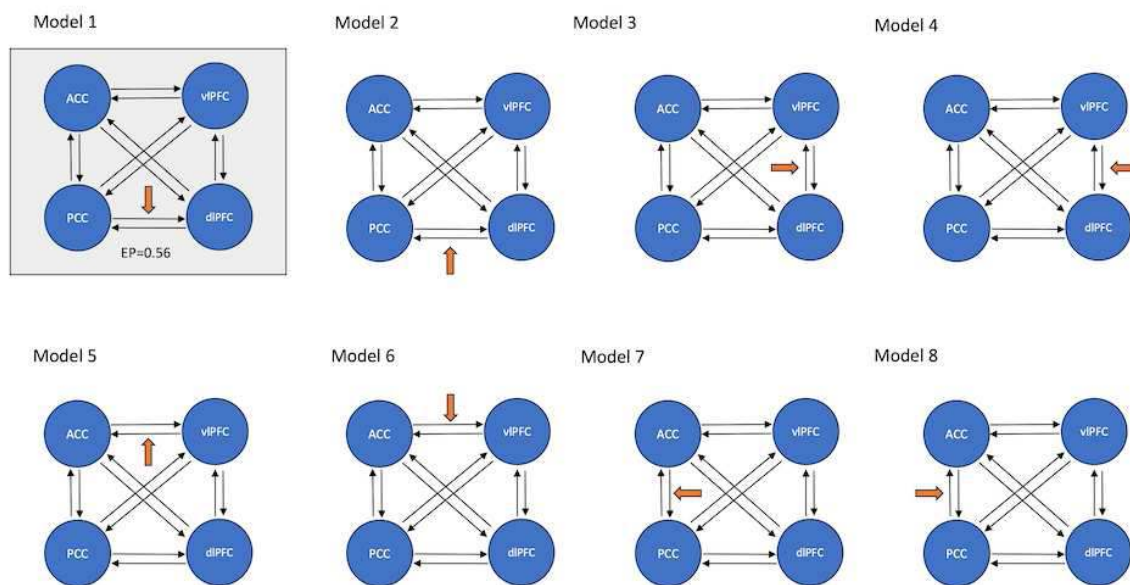 Model 1
Model 2
Model 3
Model 4
ACC
vlPFC
PCC
dlPFC
EP=0.56
ACC
vlPFC
PCC
dlPFC
ACC
vlPFC
PCC
dlPFC
ACC
vlPFC
PCC
dlPFC
Model 5
Model 6
Model 7
Model 8
ACC
vlPFC
PCC
dlPFC
ACC
vlPFC
PCC
dlPFC
ACC
vlPFC
PCC
dlPFC
ACC
vlPFC
PCC
dlPFC